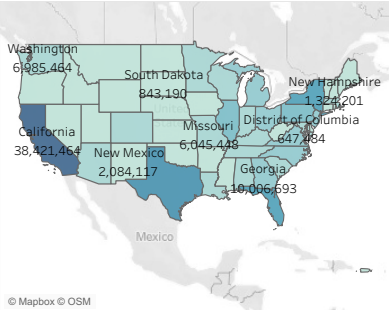 Washington
6,985,464
South Dakota
843,190
New Hampshire
1,324,201
United
States
District of Columbia
647,484
Missouri
6,045,448
California
38,421,464
New Mexico
2,084,117
Georgia
10,006,693
Mexico
© Mapbox © OSM